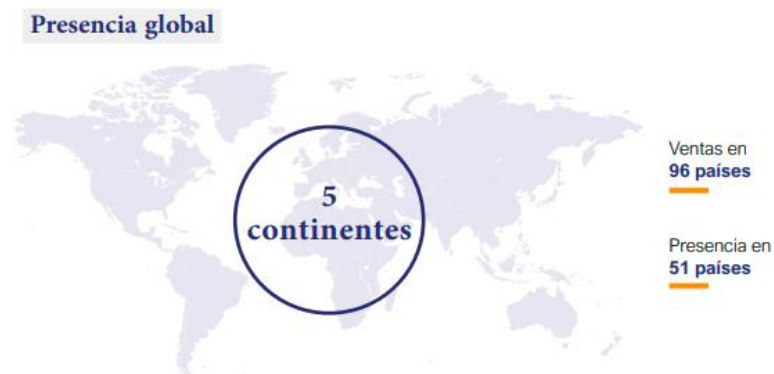 Presencia global
5
continentes
Ventas en
96 países
Presencia en
51 países